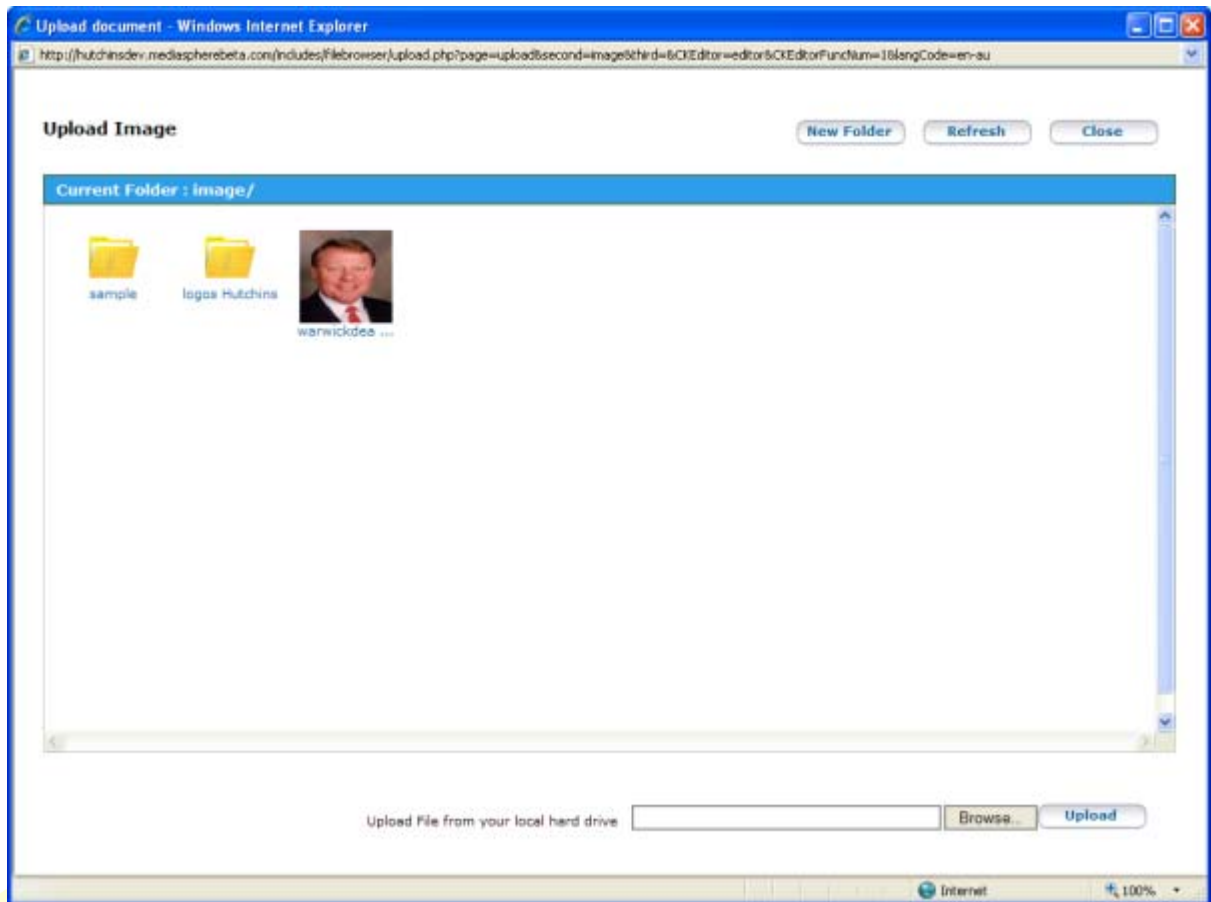 Upload document - Windows Internet Explorer
http://hutchinsdev.mediaspherebeta.com/includes/filebrowser/upload.php?page=upload&second=image&third=&CKEditor=editor&CKEditorFuncNum=1&langCode=en-au
Upload Image
New Folder Refresh Close
Current Folder : image/
sample logos Hutchins
warwickdea ...
Upload File from your local hard drive Browse... Upload
Internet 100%